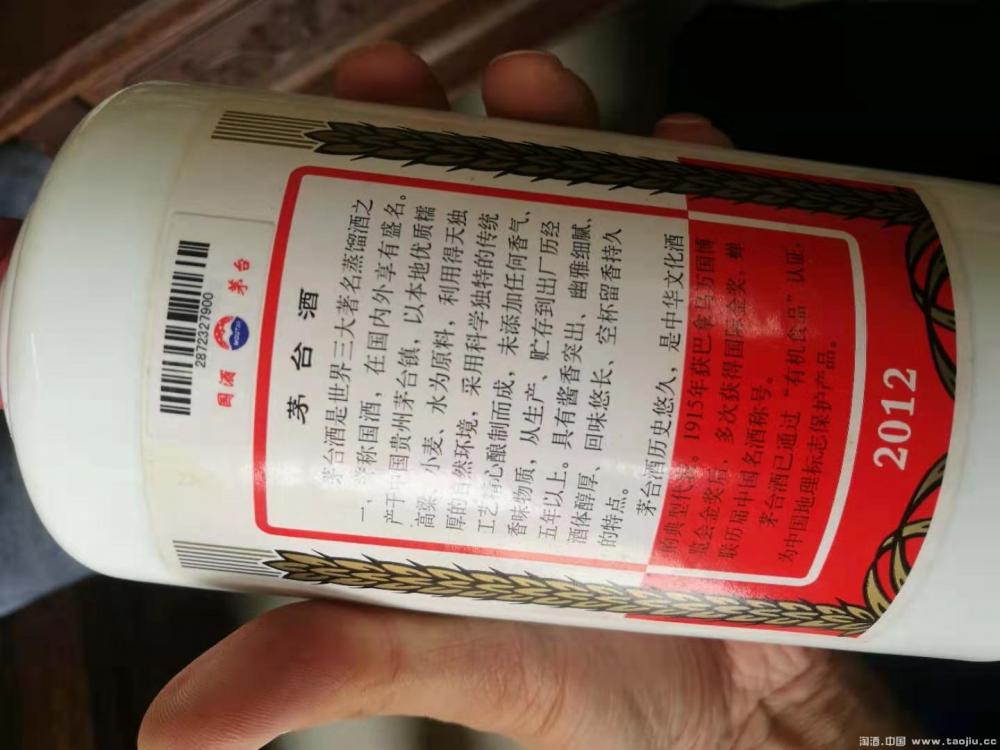 2872327900
国酒
MOUTAI
茅台
茅台酒
茅台酒是世界三大著名蒸馏酒之
一、誉称国酒，在国内外享有盛名。
产于中国贵州茅台镇，以本地优质糯
高粱、小麦、水为原料，利用得天独
厚的自然环境，采用科学独特的传统
工艺精心酿制而成，未添加任何香气、
香味物质，从生产、贮存到出厂历经
五年以上。具有酱香突出、幽雅细腻、
酒体醇厚、回味悠长、空杯留香持久
的特点。
茅台酒历史悠久，是中华文化酒
的典型代表。1915年获巴拿马万国博
览会金奖后，多次获得国际金奖，蝉
联历届中国名酒称号。
茅台酒已通过“有机食品”认证，
为中国地理标志保护产品。
2012
淘酒.中国 www.taojiu.cc